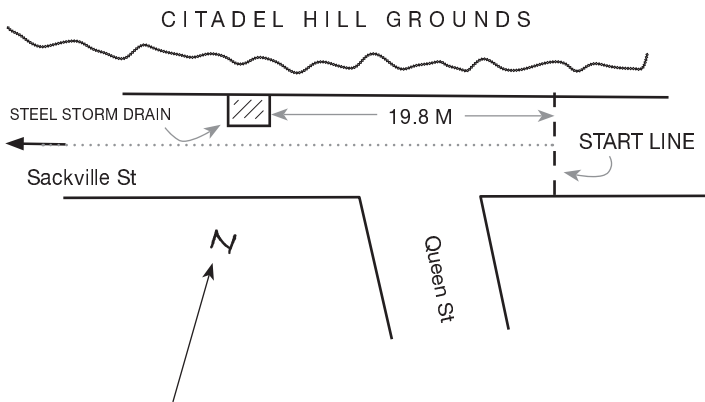 CITADEL HILL GROUNDS
STEEL STORM DRAIN
19.8 M
START LINE
Sackville St
Queen St
N